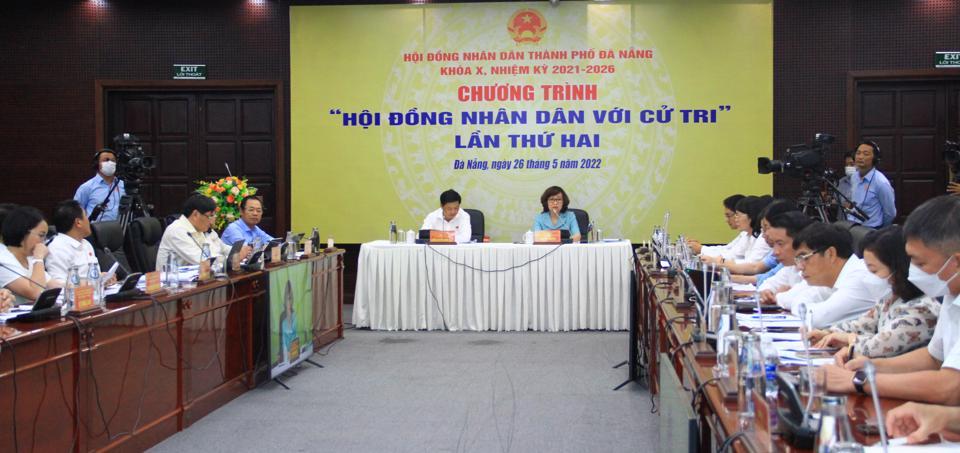 HỘI ĐỒNG NHÂN DÂN THÀNH PHỐ ĐÀ NẴNG
KHÓA X, NHIỆM KỲ 2021-2026
CHƯƠNG TRÌNH
“HỘI ĐỒNG NHÂN DÂN VỚI CỬ TRI”
LẦN THỨ HAI
Đà Nẵng, ngày 26 tháng 5 năm 2022
EXIT
LỐI THOÁT
EXIT
LỐI THOÁT